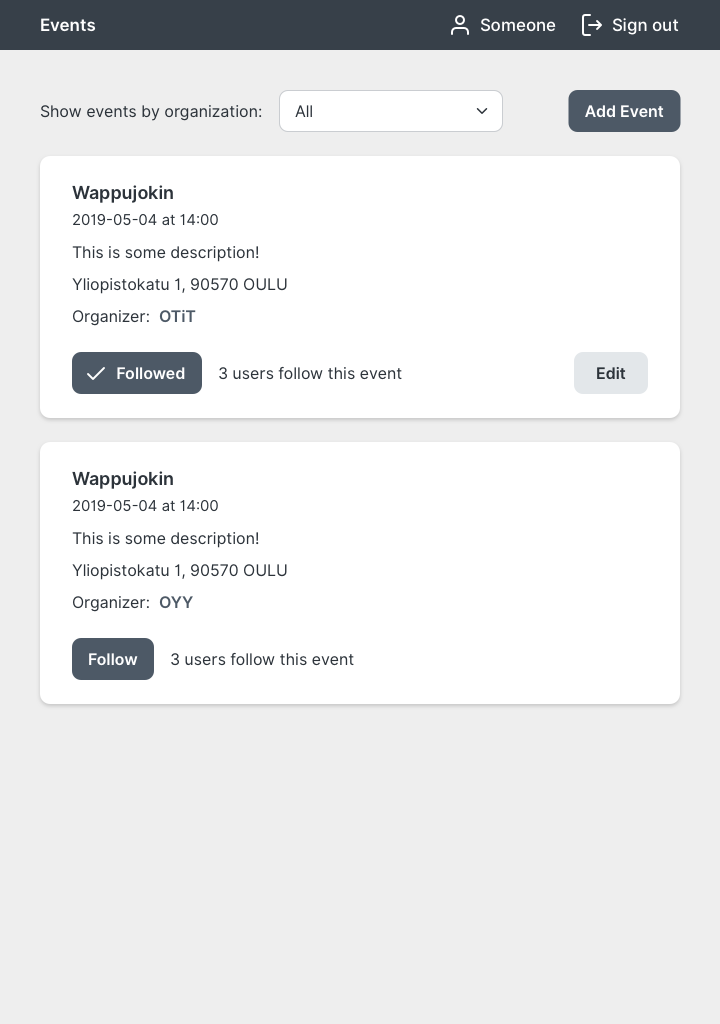 Events
Someone
Sign out
Show events by organization:
All
Add Event
Wappujokin
2019-05-04 at 14:00
This is some description!
Yliopistokatu 1, 90570 OULU
Organizer: OTiT
Followed
3 users follow this event
Edit
Wappujokin
2019-05-04 at 14:00
This is some description!
Yliopistokatu 1, 90570 OULU
Organizer: OYY
Follow
3 users follow this event